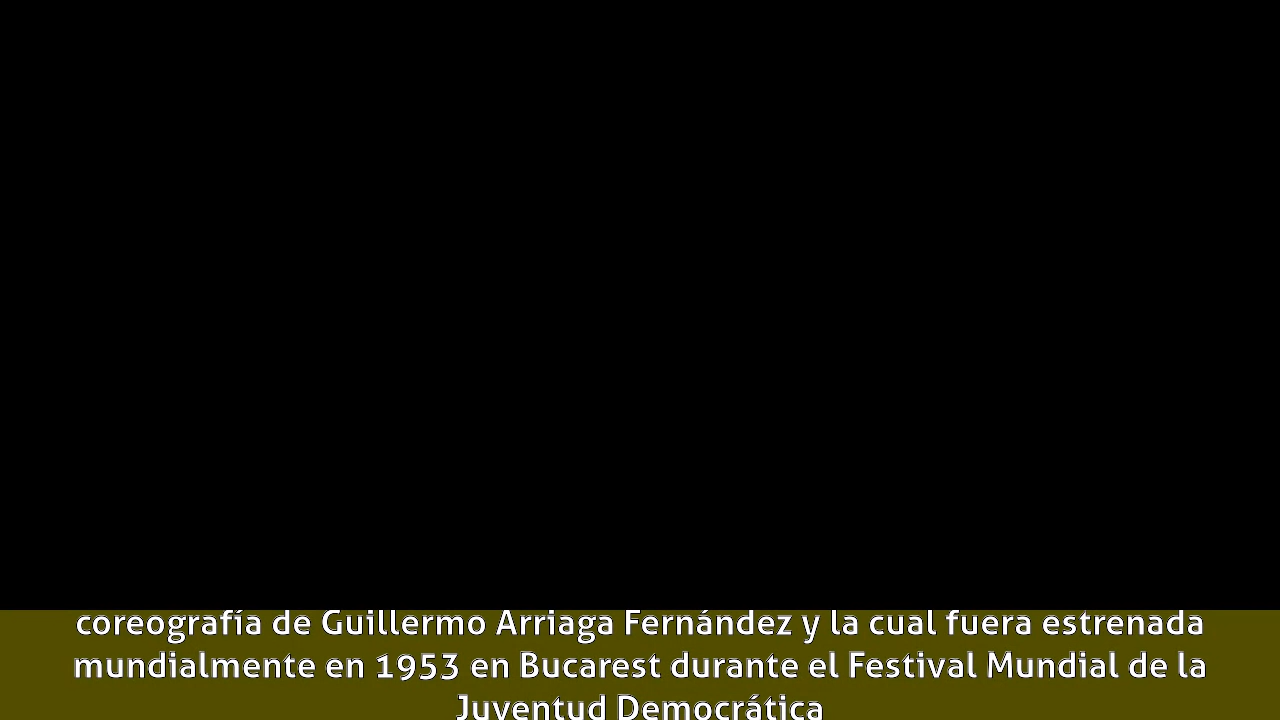 coreografía de Guillermo Arriaga Fernández y la cual fuera estrenada
mundialmente en 1953 en Bucarest durante el Festival Mundial de la
Juventud Democrática